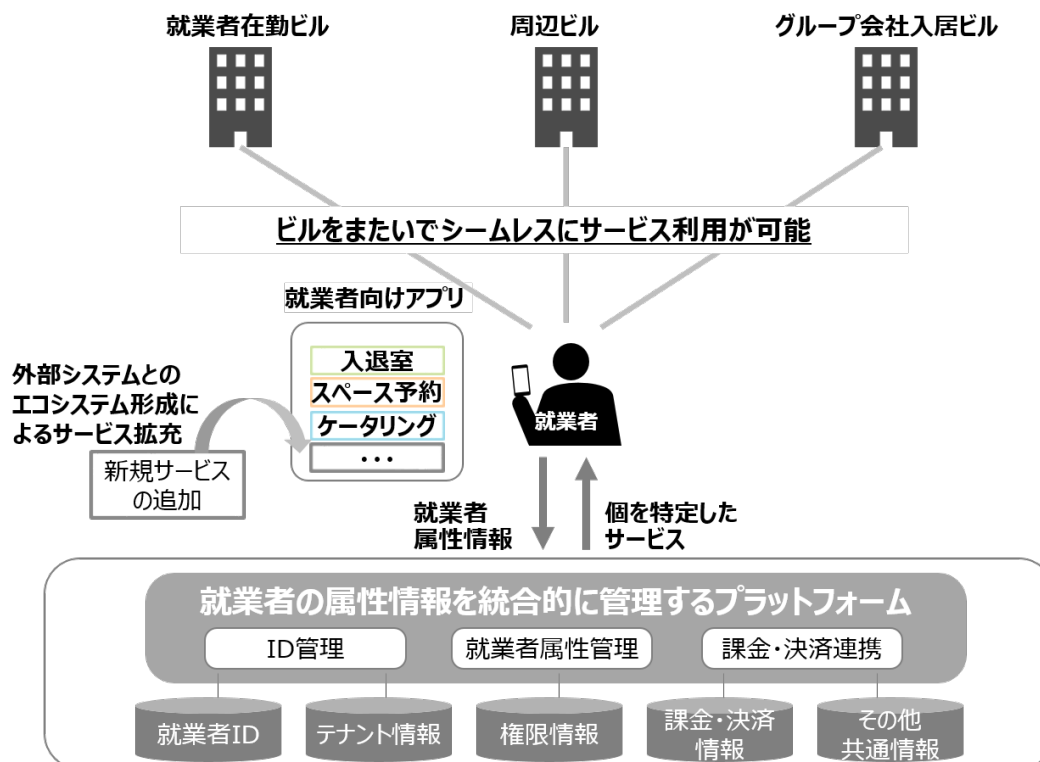 就業者在勤ビル
周辺ビル
グループ会社入居ビル
ビルをまたいでシームレスにサービス利用が可能
就業者向けアプリ
入退室
スペース予約
ケータリング
・・・
外部システムとの
エコシステム形成に
よるサービス拡充
新規サービス
の追加
就業者
就業者
属性情報
個を特定した
サービス
就業者の属性情報を統合的に管理するプラットフォーム
ID管理
就業者属性管理
課金・決済連携
就業者ID
テナント情報
権限情報
課金・決済
情報
その他
共通情報